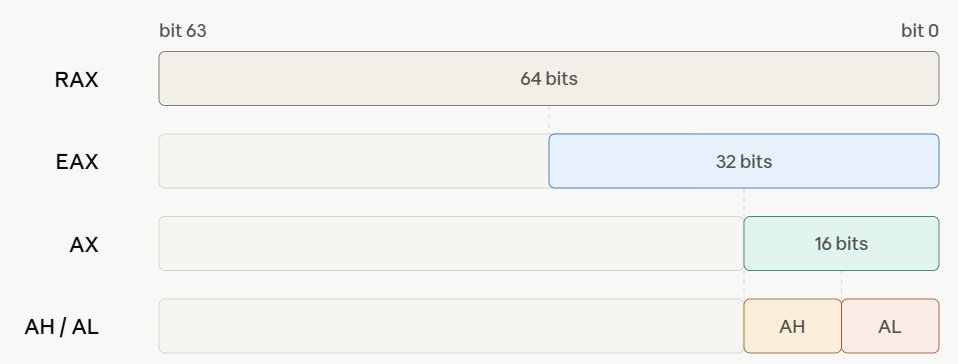 bit 63 bit 0
RAX 64 bits
EAX 32 bits
AX 16 bits
AH / AL AH AL